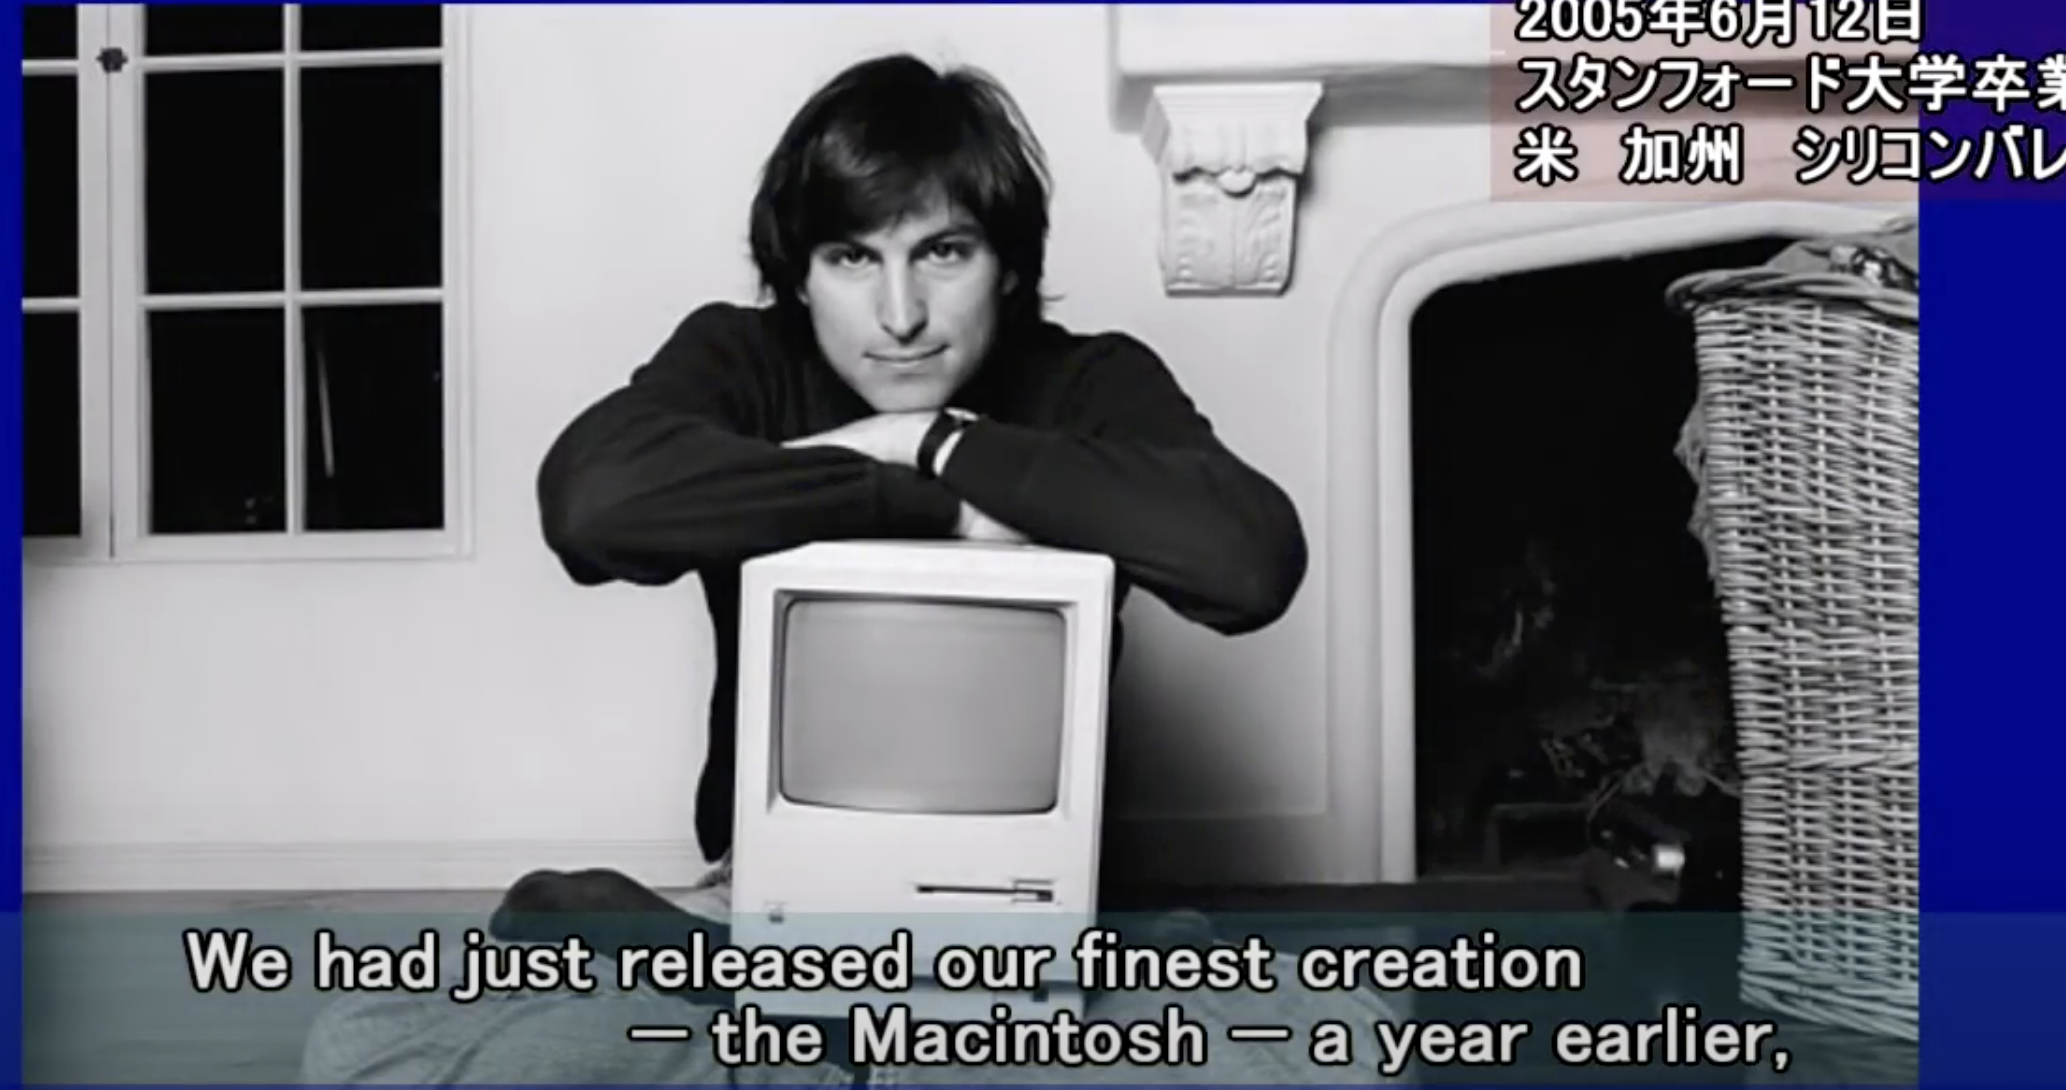 2005年6月12日
スタンフォード大学卒業
米 加州 シリコンバレ
We had just released our finest creation
— the Macintosh — a year earlier,